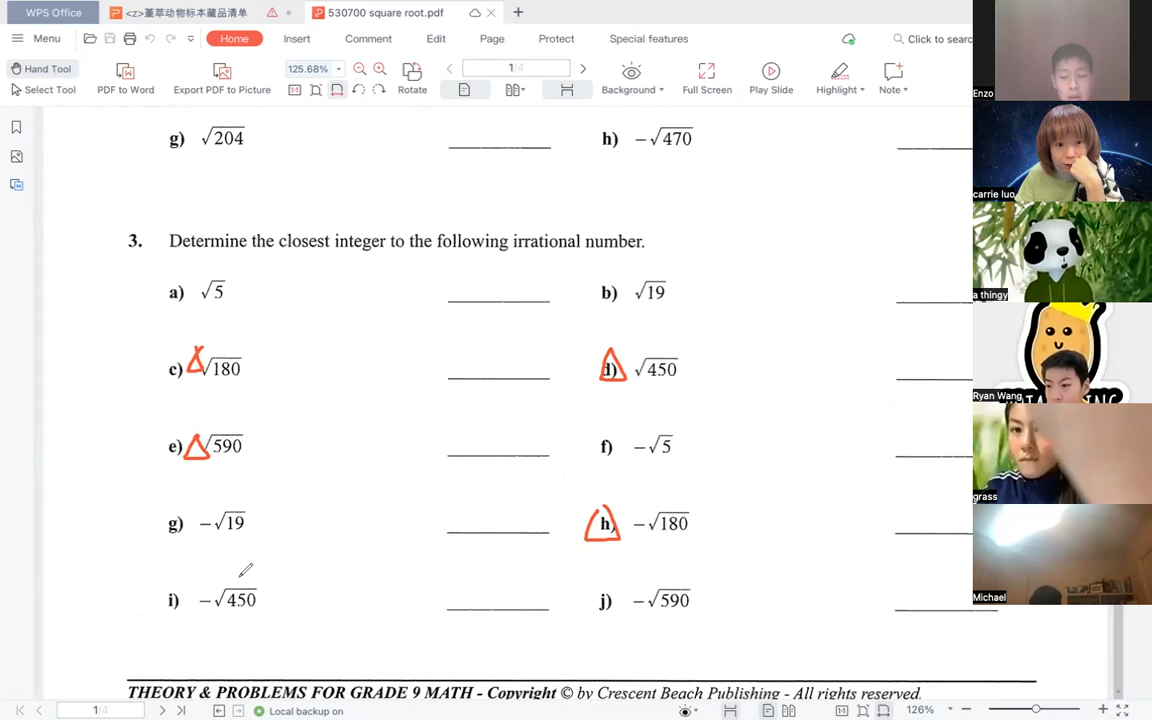 WPS Office <z>堇萃动物标本藏品清单 530700 square root.pdf
Menu Home Insert Comment Edit Page Protect Special features Click to searc
Hand Tool 125.68% 1/4
Select Tool PDF to Word Export PDF to Picture Rotate Background Full Screen Play Slide Highlight Note
g) √204 h) −√470
3. Determine the closest integer to the following irrational number.
a) √5 b) √19
c) √180 d) √450
e) √590 f) −√5
g) −√19 h) −√180
i) −√450 j) −√590
THEORY & PROBLEMS FOR GRADE 9 MATH - Copyright © by Crescent Beach Publishing - All rights reserved.
1/4 Local backup on 126%
Enzo
carrie luo
a thingy
Ryan Wang
grass
Michael